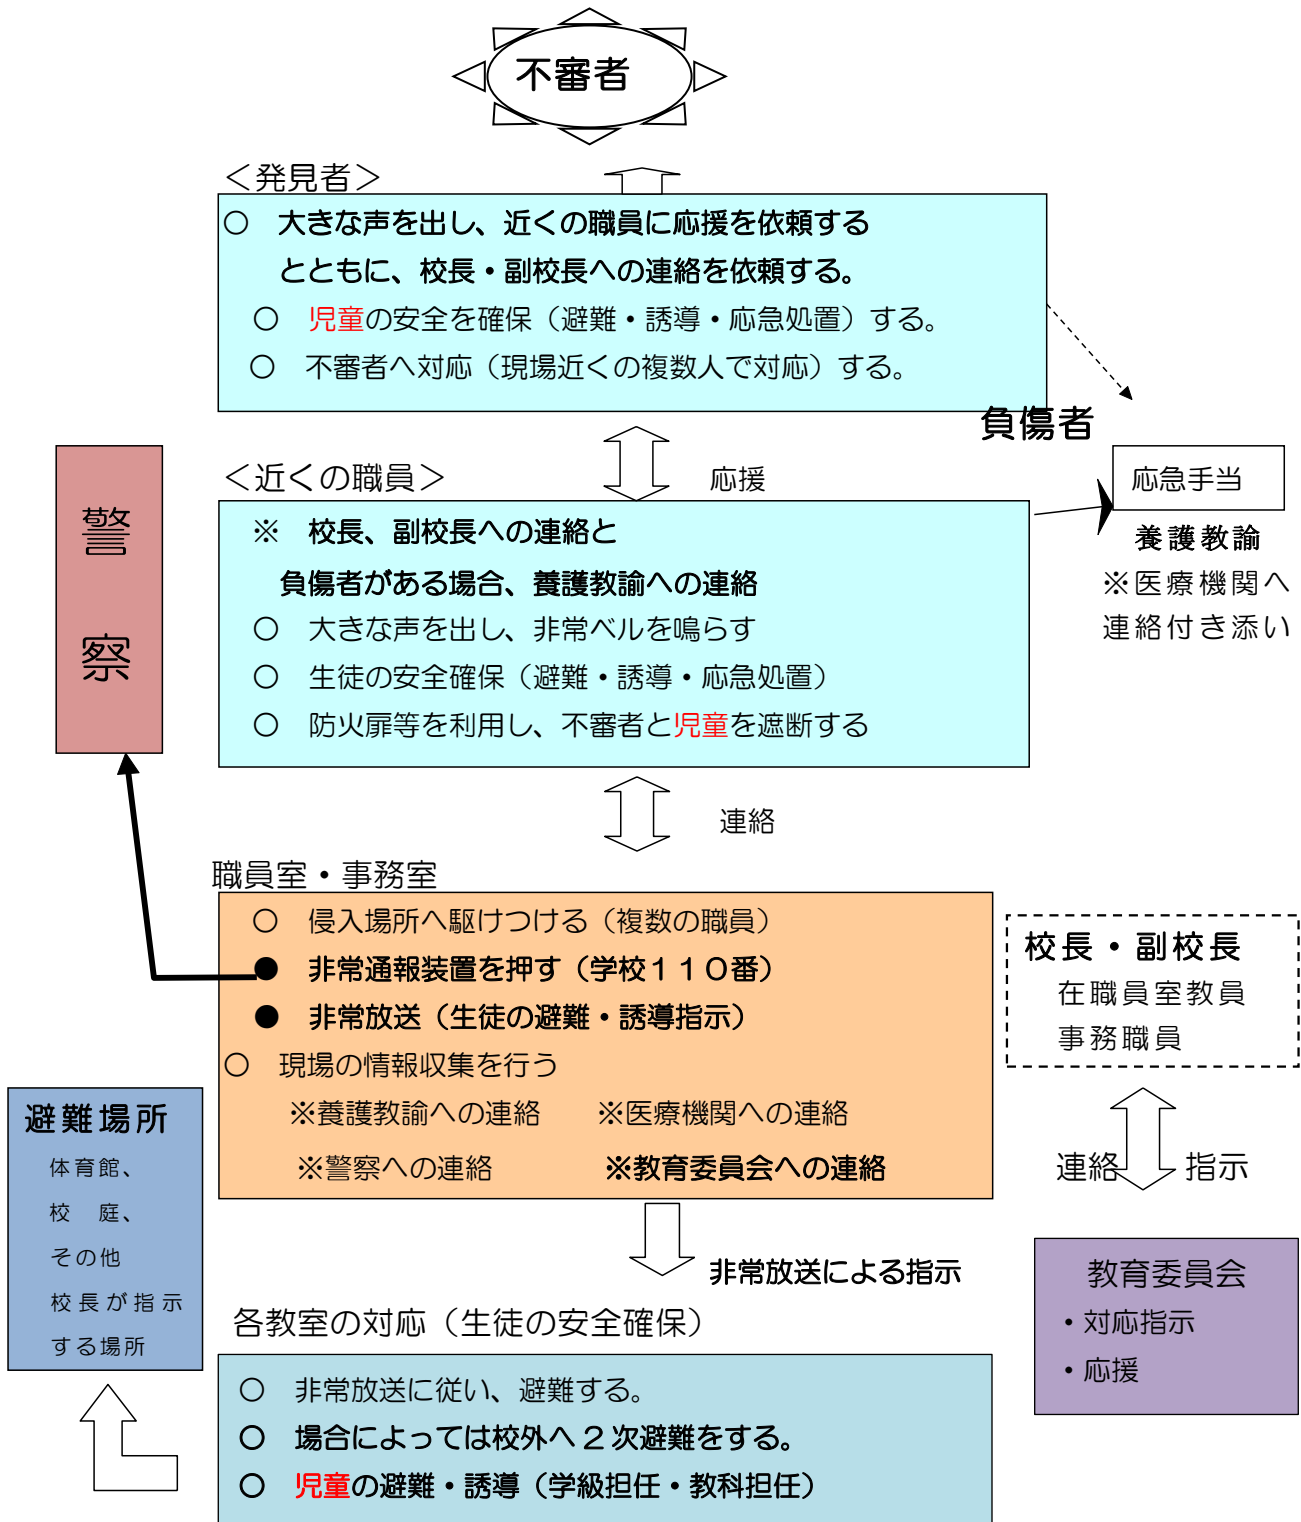 不審者
＜発見者＞
○　大きな声を出し、近くの職員に応援を依頼する
とともに、校長・副校長への連絡を依頼する。
○　児童の安全を確保（避難・誘導・応急処置）する。
○　不審者へ対応（現場近くの複数人で対応）する。
負傷者
応急手当
養護教諭
※医療機関へ
連絡付き添い
警
察
＜近くの職員＞
応援
※　校長、副校長への連絡と
負傷者がある場合、養護教諭への連絡
○　大きな声を出し、非常ベルを鳴らす
○　生徒の安全確保（避難・誘導・応急処置）
○　防火扉等を利用し、不審者と児童を遮断する
連絡
職員室・事務室
○　侵入場所へ駆けつける（複数の職員）
●　非常通報装置を押す（学校１１０番）
●　非常放送（生徒の避難・誘導指示）
○　現場の情報収集を行う
※養護教諭への連絡　　※医療機関への連絡
※警察への連絡　　　　※教育委員会への連絡
校長・副校長
在職員室教員
事務職員
連絡　指示
教育委員会
・対応指示
・応援
避難場所
体育館、
校　庭、
その他
校長が指示
する場所
非常放送による指示
各教室の対応（生徒の安全確保）
○　非常放送に従い、避難する。
○　場合によっては校外へ２次避難をする。
○　児童の避難・誘導（学級担任・教科担任）